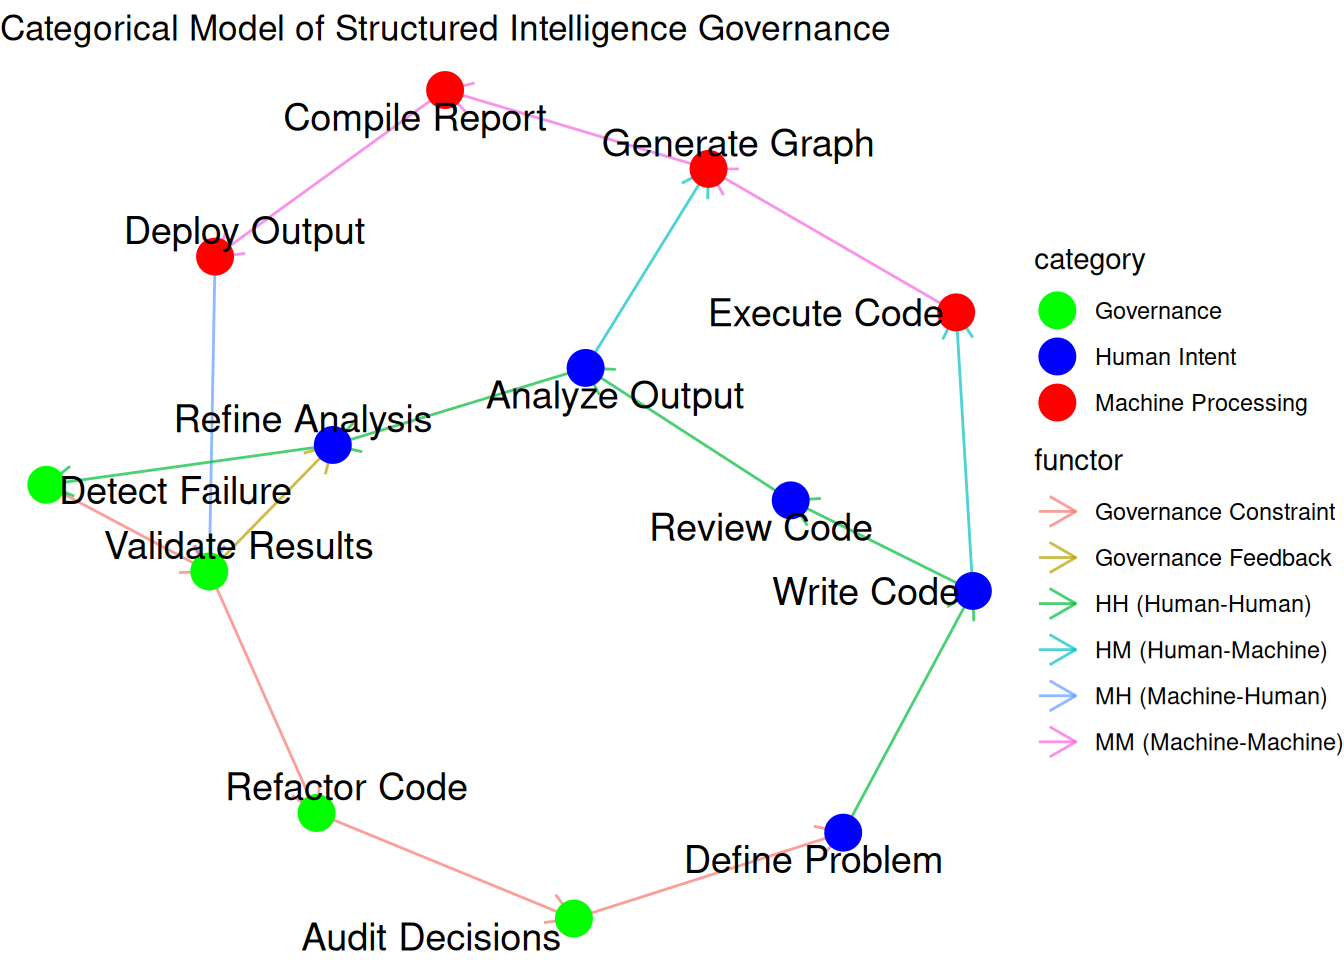 Categorical Model of Structured Intelligence Governance
Compile Report
Generate Graph
Deploy Output
Execute Code
Analyze Output
Refine Analysis
Detect Failure
Validate Results
Review Code
Write Code
Refactor Code
Define Problem
Audit Decisions
category
Governance
Human Intent
Machine Processing
functor
Governance Constraint
Governance Feedback
HH (Human-Human)
HM (Human-Machine)
MH (Machine-Human)
MM (Machine-Machine)